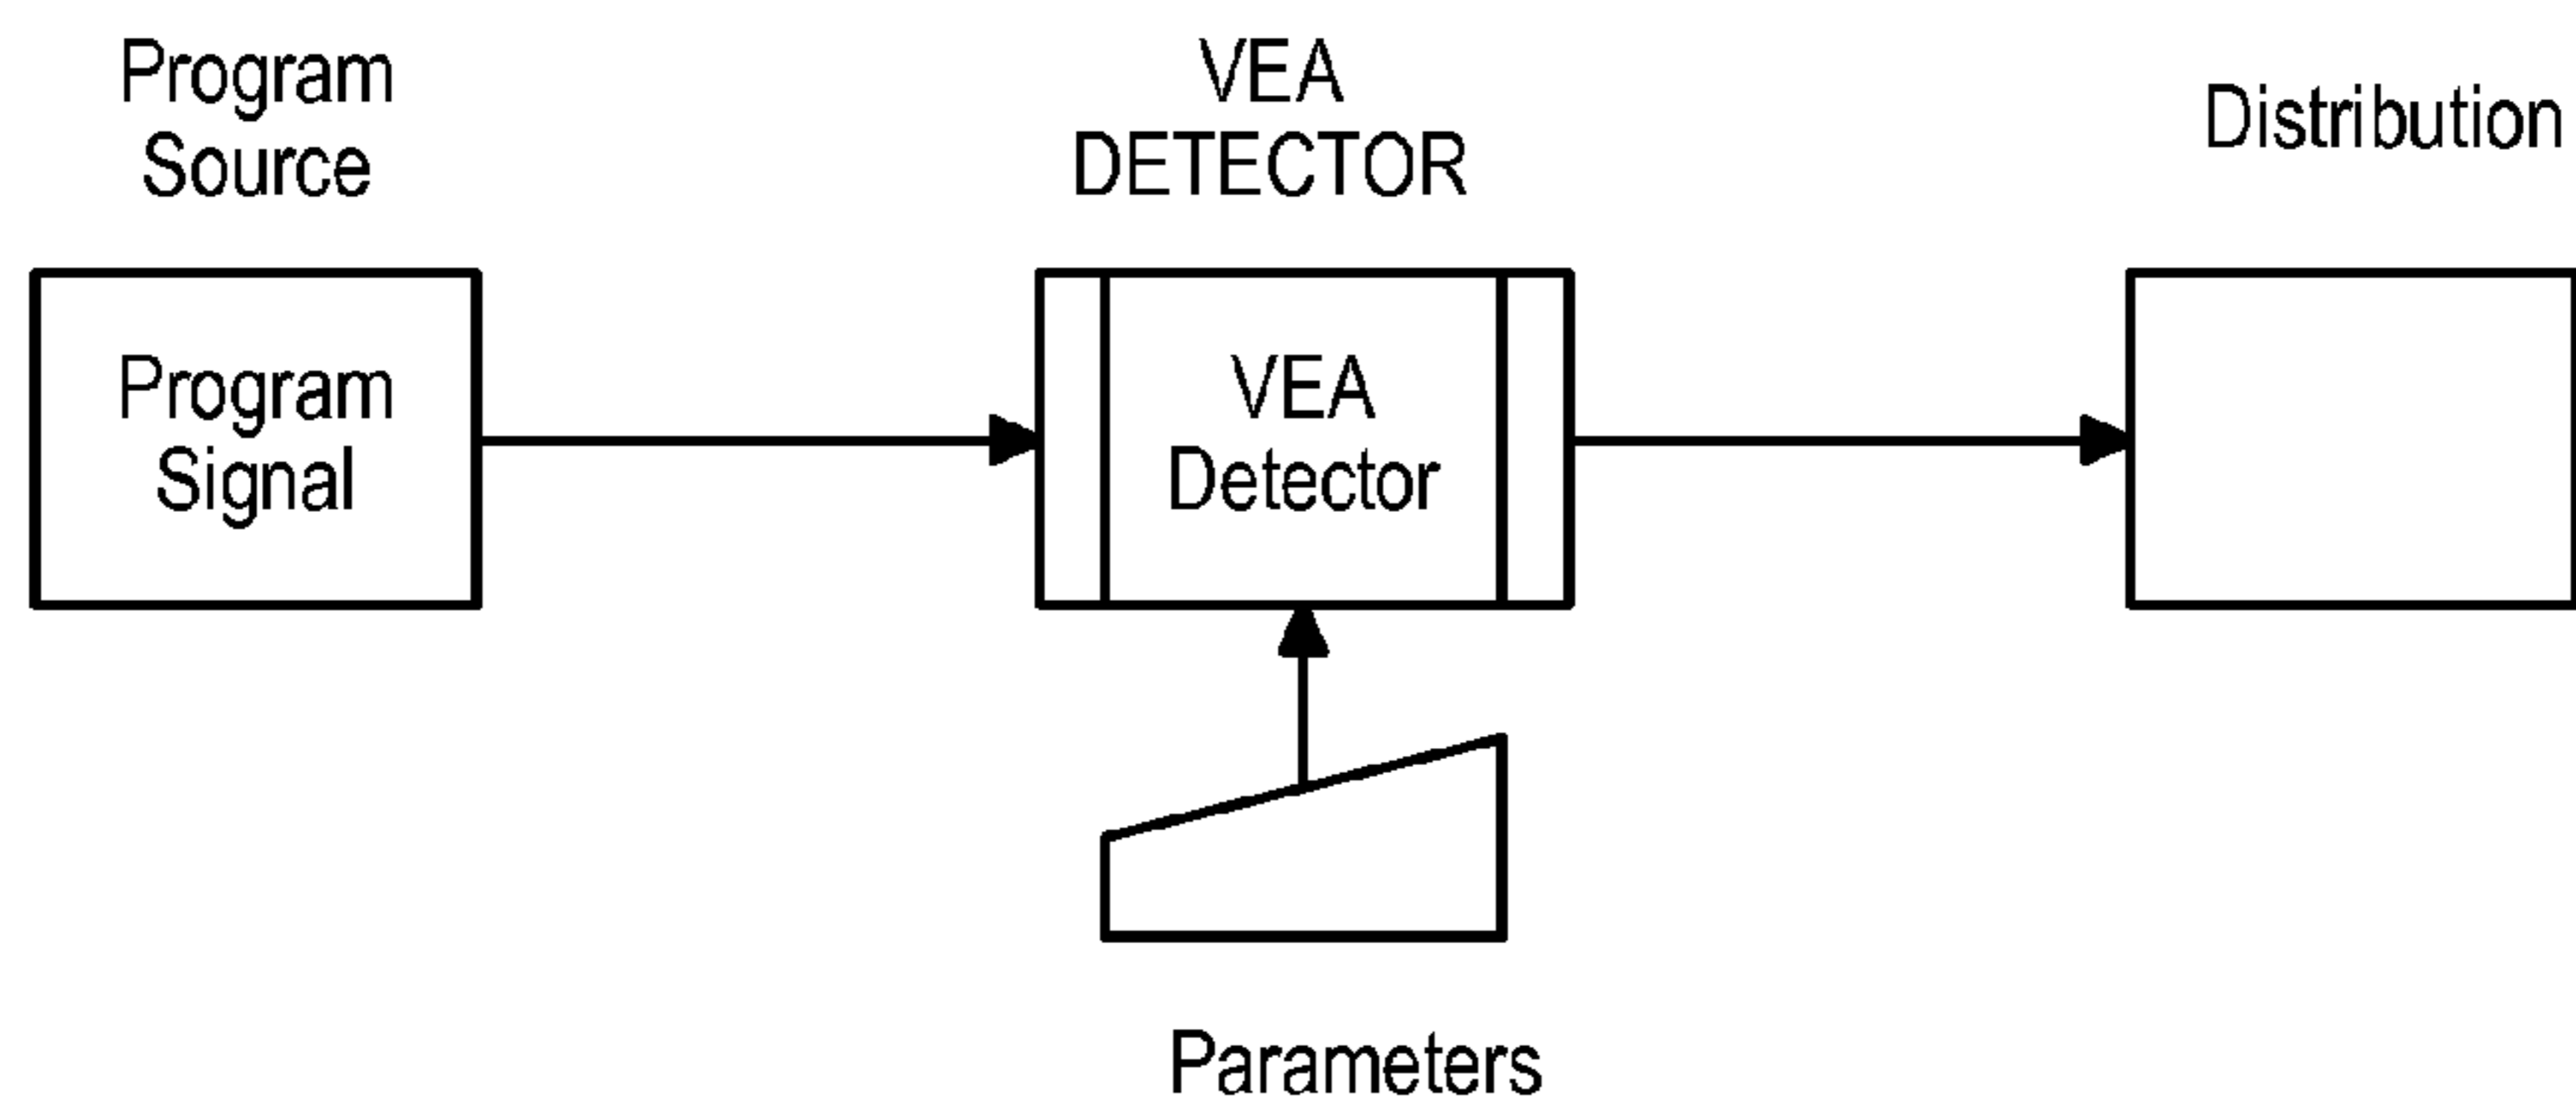 Program
Source
VEA
DETECTOR
Distribution
Program
Signal
VEA
Detector
Parameters